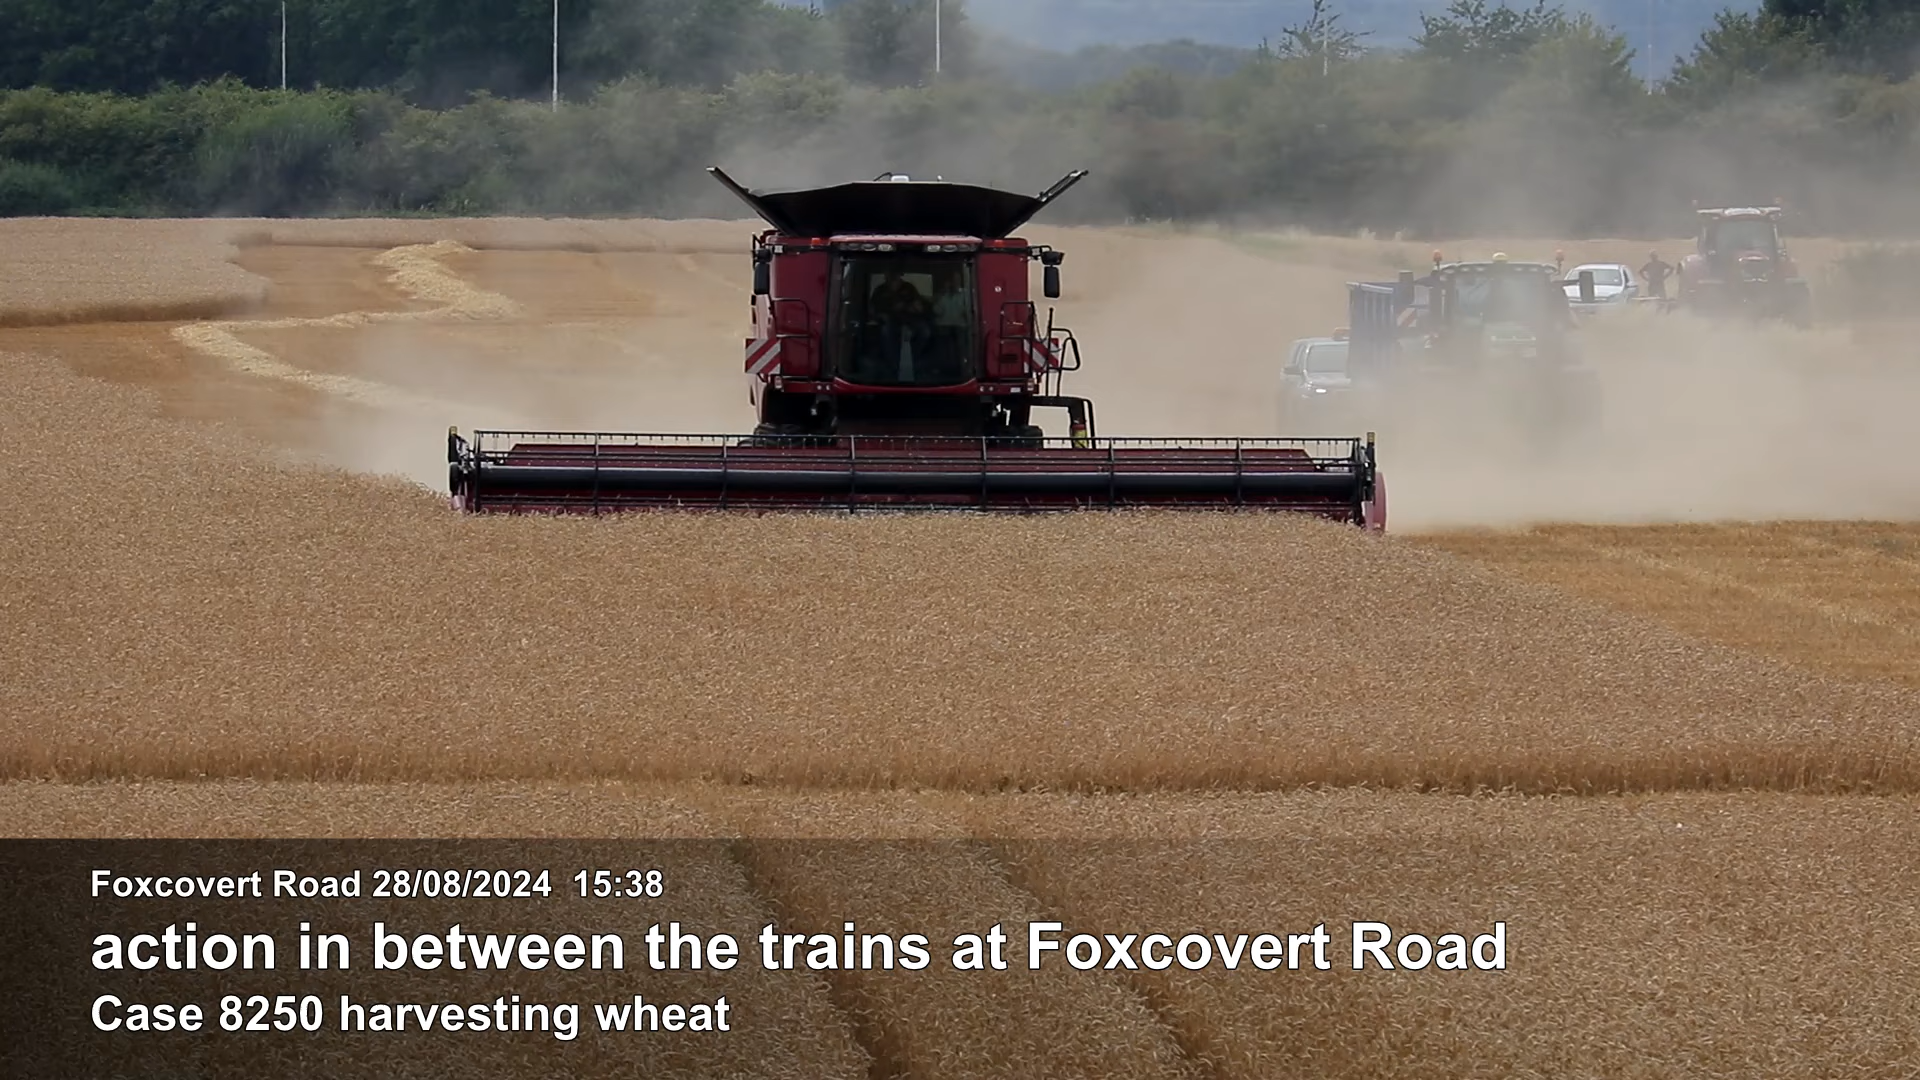 Foxcovert Road 28/08/2024  15:38
action in between the trains at Foxcovert Road
Case 8250 harvesting wheat